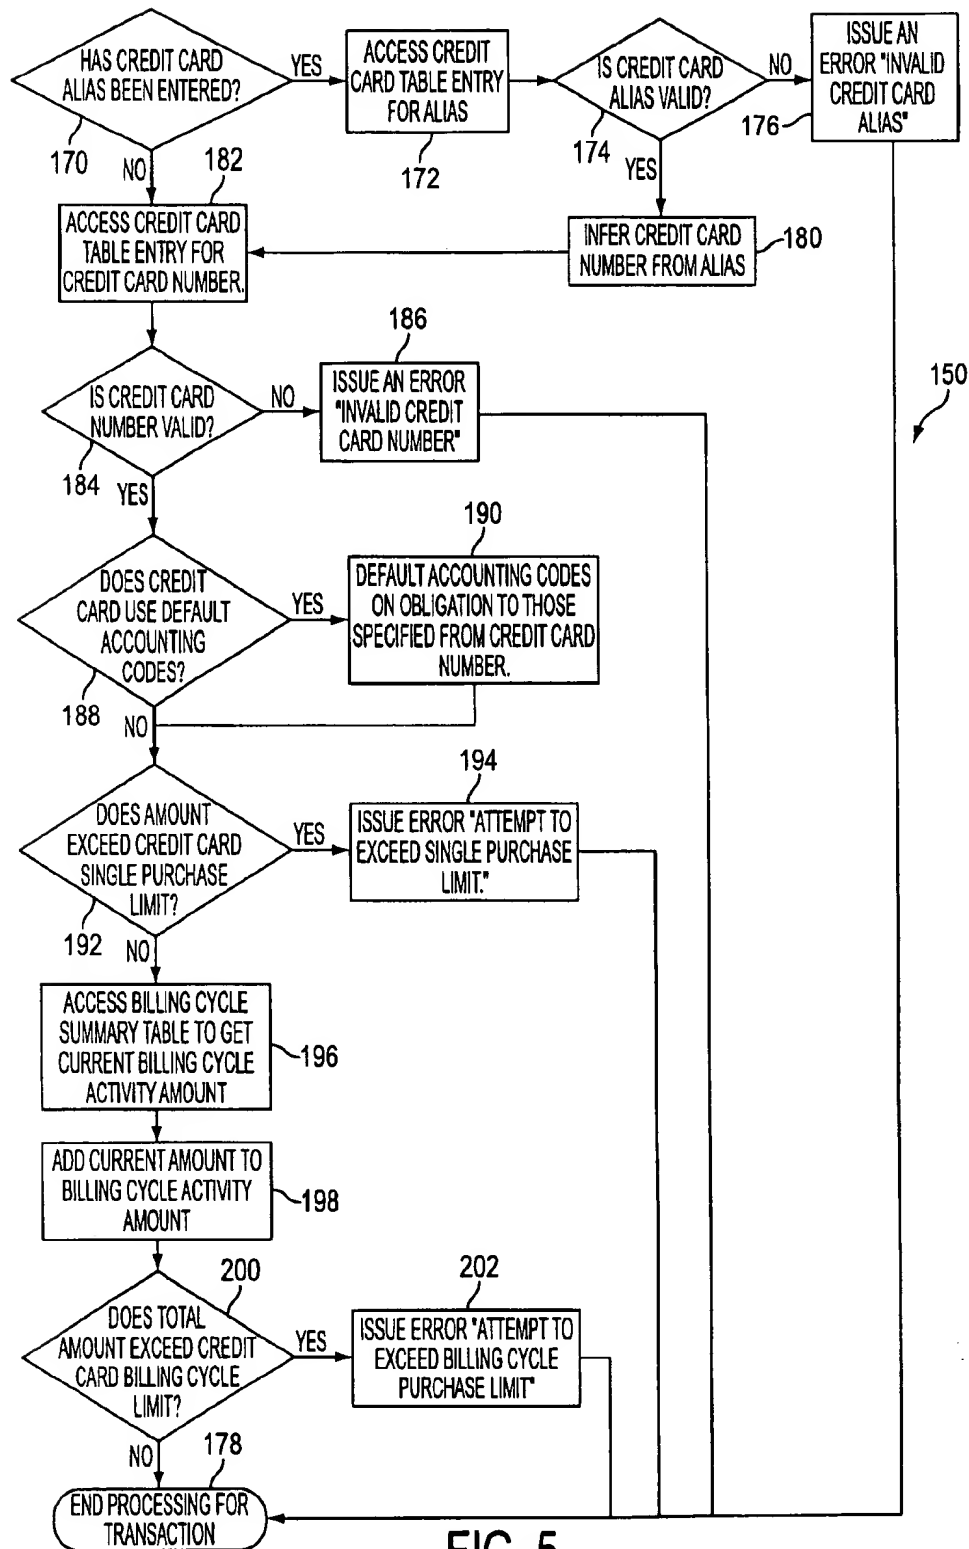 HAS CREDIT CARD
ALIAS BEEN ENTERED?
170
YES
NO
ACCESS CREDIT
CARD TABLE ENTRY
FOR ALIAS
172
IS CREDIT CARD
ALIAS VALID?
174
NO
YES
ISSUE AN
ERROR "INVALID
CREDIT CARD
ALIAS"
176
182
ACCESS CREDIT CARD
TABLE ENTRY FOR
CREDIT CARD NUMBER.
INFER CREDIT CARD
NUMBER FROM ALIAS
180
150
IS CREDIT CARD
NUMBER VALID?
184
NO
YES
186
ISSUE AN ERROR
"INVALID CREDIT
CARD NUMBER"
DOES CREDIT
CARD USE DEFAULT
ACCOUNTING
CODES?
188
YES
NO
190
DEFAULT ACCOUNTING CODES
ON OBLIGATION TO THOSE
SPECIFIED FROM CREDIT CARD
NUMBER.
DOES AMOUNT
EXCEED CREDIT CARD
SINGLE PURCHASE
LIMIT?
192
YES
NO
194
ISSUE ERROR "ATTEMPT TO
EXCEED SINGLE PURCHASE
LIMIT."
ACCESS BILLING CYCLE
SUMMARY TABLE TO GET
CURRENT BILLING CYCLE
ACTIVITY AMOUNT
196
ADD CURRENT AMOUNT TO
BILLING CYCLE ACTIVITY
AMOUNT
198
200
DOES TOTAL
AMOUNT EXCEED CREDIT
CARD BILLING CYCLE
LIMIT?
YES
NO
202
ISSUE ERROR "ATTEMPT TO
EXCEED BILLING CYCLE
PURCHASE LIMIT"
178
END PROCESSING FOR
TRANSACTION
FIG. 5